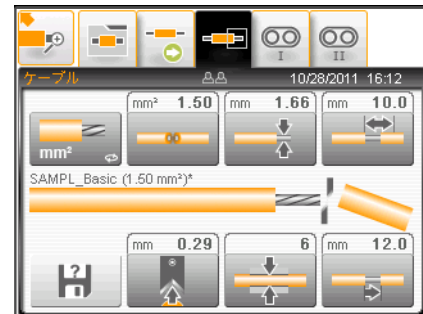 I II
ケーブル 10/28/2011 16:12
mm² 1.50 mm 1.66 mm 10.0
mm²
SAMPL_Basic (1.50 mm²)*
mm 0.29 6 mm 12.0
?